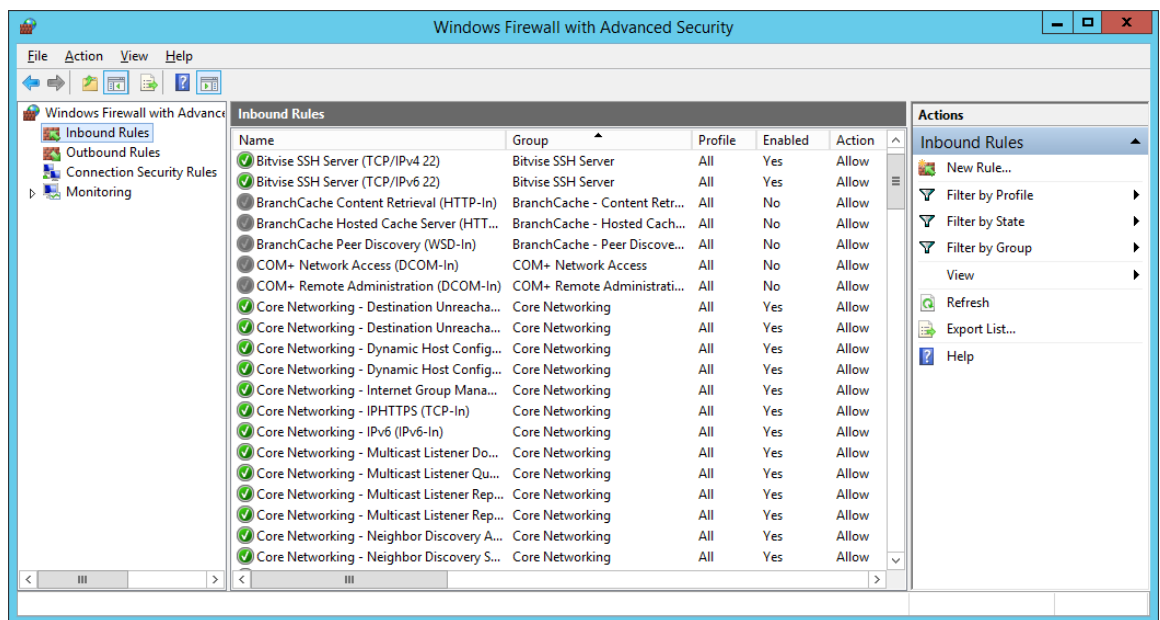 Windows Firewall with Advanced Security
File Action View Help
Windows Firewall with Advance
Inbound Rules
Outbound Rules
Connection Security Rules
Monitoring
Inbound Rules
Name Group Profile Enabled Action
Bitvise SSH Server (TCP/IPv4 22) Bitvise SSH Server All Yes Allow
Bitvise SSH Server (TCP/IPv6 22) Bitvise SSH Server All Yes Allow
BranchCache Content Retrieval (HTTP-In) BranchCache - Content Retr... All No Allow
BranchCache Hosted Cache Server (HTT... BranchCache - Hosted Cach... All No Allow
BranchCache Peer Discovery (WSD-In) BranchCache - Peer Discove... All No Allow
COM+ Network Access (DCOM-In) COM+ Network Access All No Allow
COM+ Remote Administration (DCOM-In) COM+ Remote Administrati... All No Allow
Core Networking - Destination Unreacha... Core Networking All Yes Allow
Core Networking - Destination Unreacha... Core Networking All Yes Allow
Core Networking - Dynamic Host Config... Core Networking All Yes Allow
Core Networking - Dynamic Host Config... Core Networking All Yes Allow
Core Networking - Internet Group Mana... Core Networking All Yes Allow
Core Networking - IPHTTPS (TCP-In) Core Networking All Yes Allow
Core Networking - IPv6 (IPv6-In) Core Networking All Yes Allow
Core Networking - Multicast Listener Do... Core Networking All Yes Allow
Core Networking - Multicast Listener Qu... Core Networking All Yes Allow
Core Networking - Multicast Listener Rep... Core Networking All Yes Allow
Core Networking - Multicast Listener Rep... Core Networking All Yes Allow
Core Networking - Neighbor Discovery A... Core Networking All Yes Allow
Core Networking - Neighbor Discovery S... Core Networking All Yes Allow
Actions
Inbound Rules
New Rule...
Filter by Profile
Filter by State
Filter by Group
View
Refresh
Export List...
Help